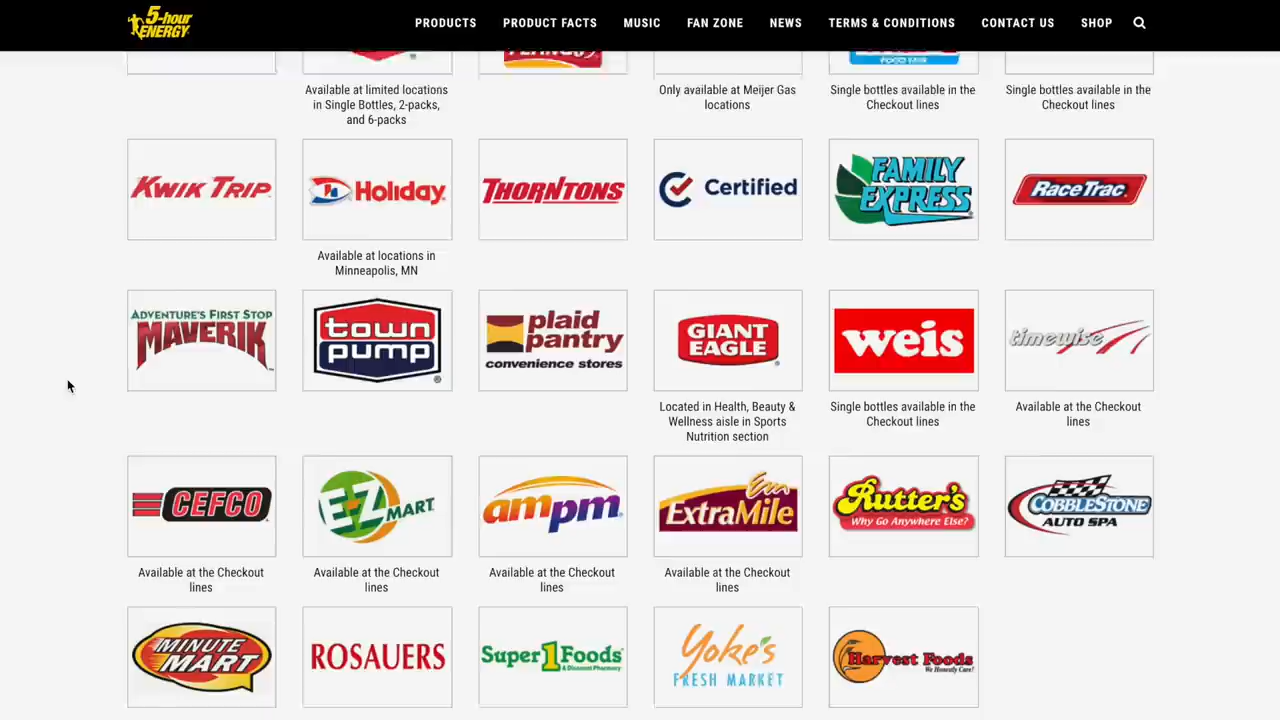 5-hour
ENERGY
PRODUCTS PRODUCT FACTS MUSIC FAN ZONE NEWS TERMS & CONDITIONS CONTACT US SHOP
Available at limited locations
in Single Bottles, 2-packs,
and 6-packs
Only available at Meijer Gas
locations
Single bottles available in the
Checkout lines
Single bottles available in the
Checkout lines
KWIK TRIP
Holiday
THORNTONS
Certified
FAMILY
EXPRESS
RaceTrac
Available at locations in
Minneapolis, MN
ADVENTURE'S FIRST STOP
MAVERIK
town
pump
plaid
pantry
convenience stores
GIANT
EAGLE
weis
timewise
Located in Health, Beauty &
Wellness aisle in Sports
Nutrition section
Single bottles available in the
Checkout lines
Available at the Checkout
lines
CEFCO
E-Z MART
ampm
Em
ExtraMile
Rutter's
Why Go Anywhere Else?
COBBLESTONE
AUTO SPA
Available at the Checkout
lines
Available at the Checkout
lines
Available at the Checkout
lines
Available at the Checkout
lines
MINUTE
MART
ROSAUERS
Super 1 Foods
& Discount Pharmacy
Yoke's
FRESH MARKET
Harvest Foods
We Honestly Care!